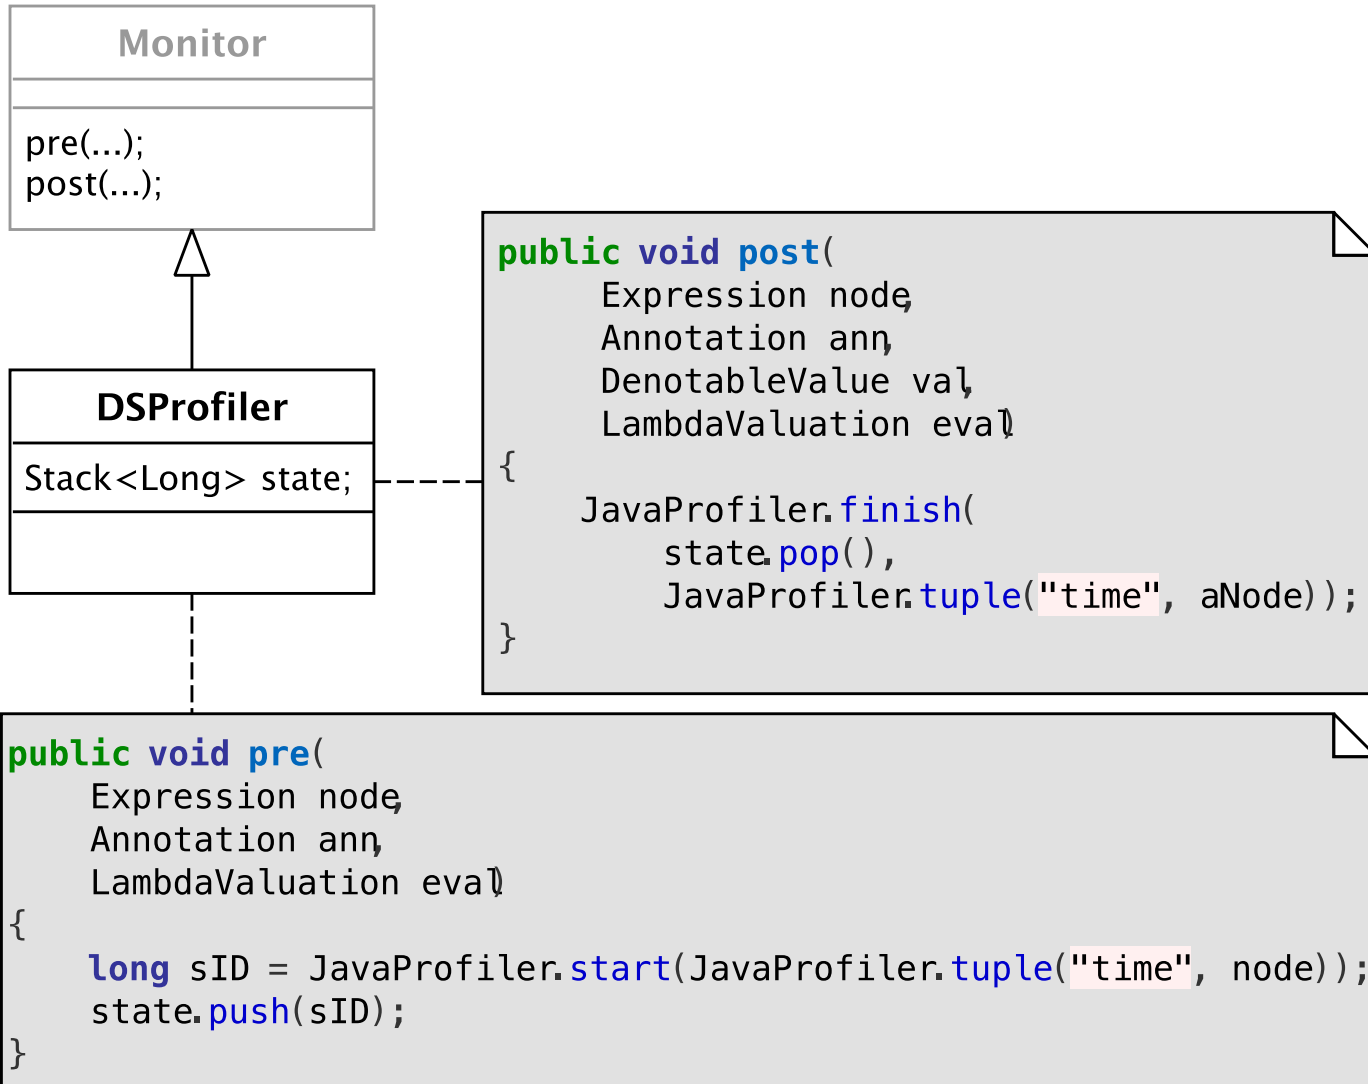 Monitor
pre(...);
post(...);
DSProfiler
Stack<Long> state;
public void post(
Expression node,
Annotation ann,
DenotableValue val,
LambdaValuation eval)
{
JavaProfiler.finish(
state.pop(),
JavaProfiler.tuple("time", aNode));
}
public void pre(
Expression node,
Annotation ann,
LambdaValuation eval)
{
long sID = JavaProfiler.start(JavaProfiler.tuple("time", node));
state.push(sID);
}